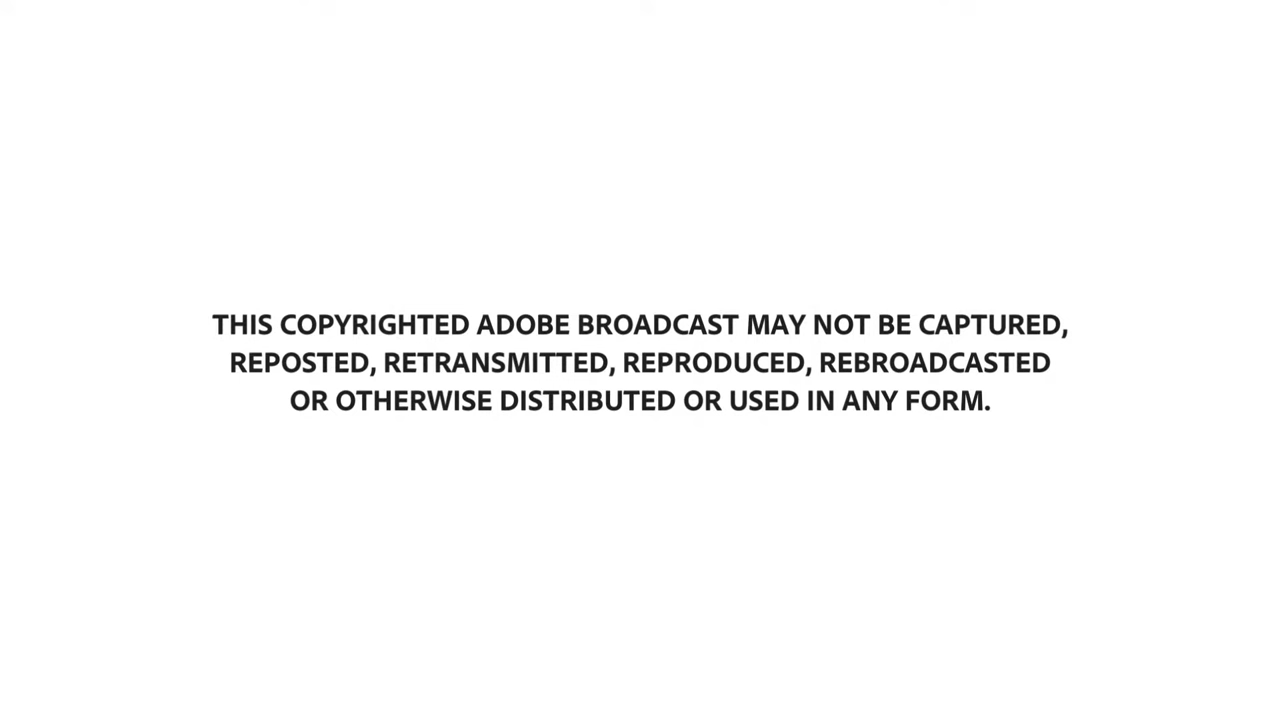 THIS COPYRIGHTED ADOBE BROADCAST MAY NOT BE CAPTURED,
REPOSTED, RETRANSMITTED, REPRODUCED, REBROADCASTED
OR OTHERWISE DISTRIBUTED OR USED IN ANY FORM.